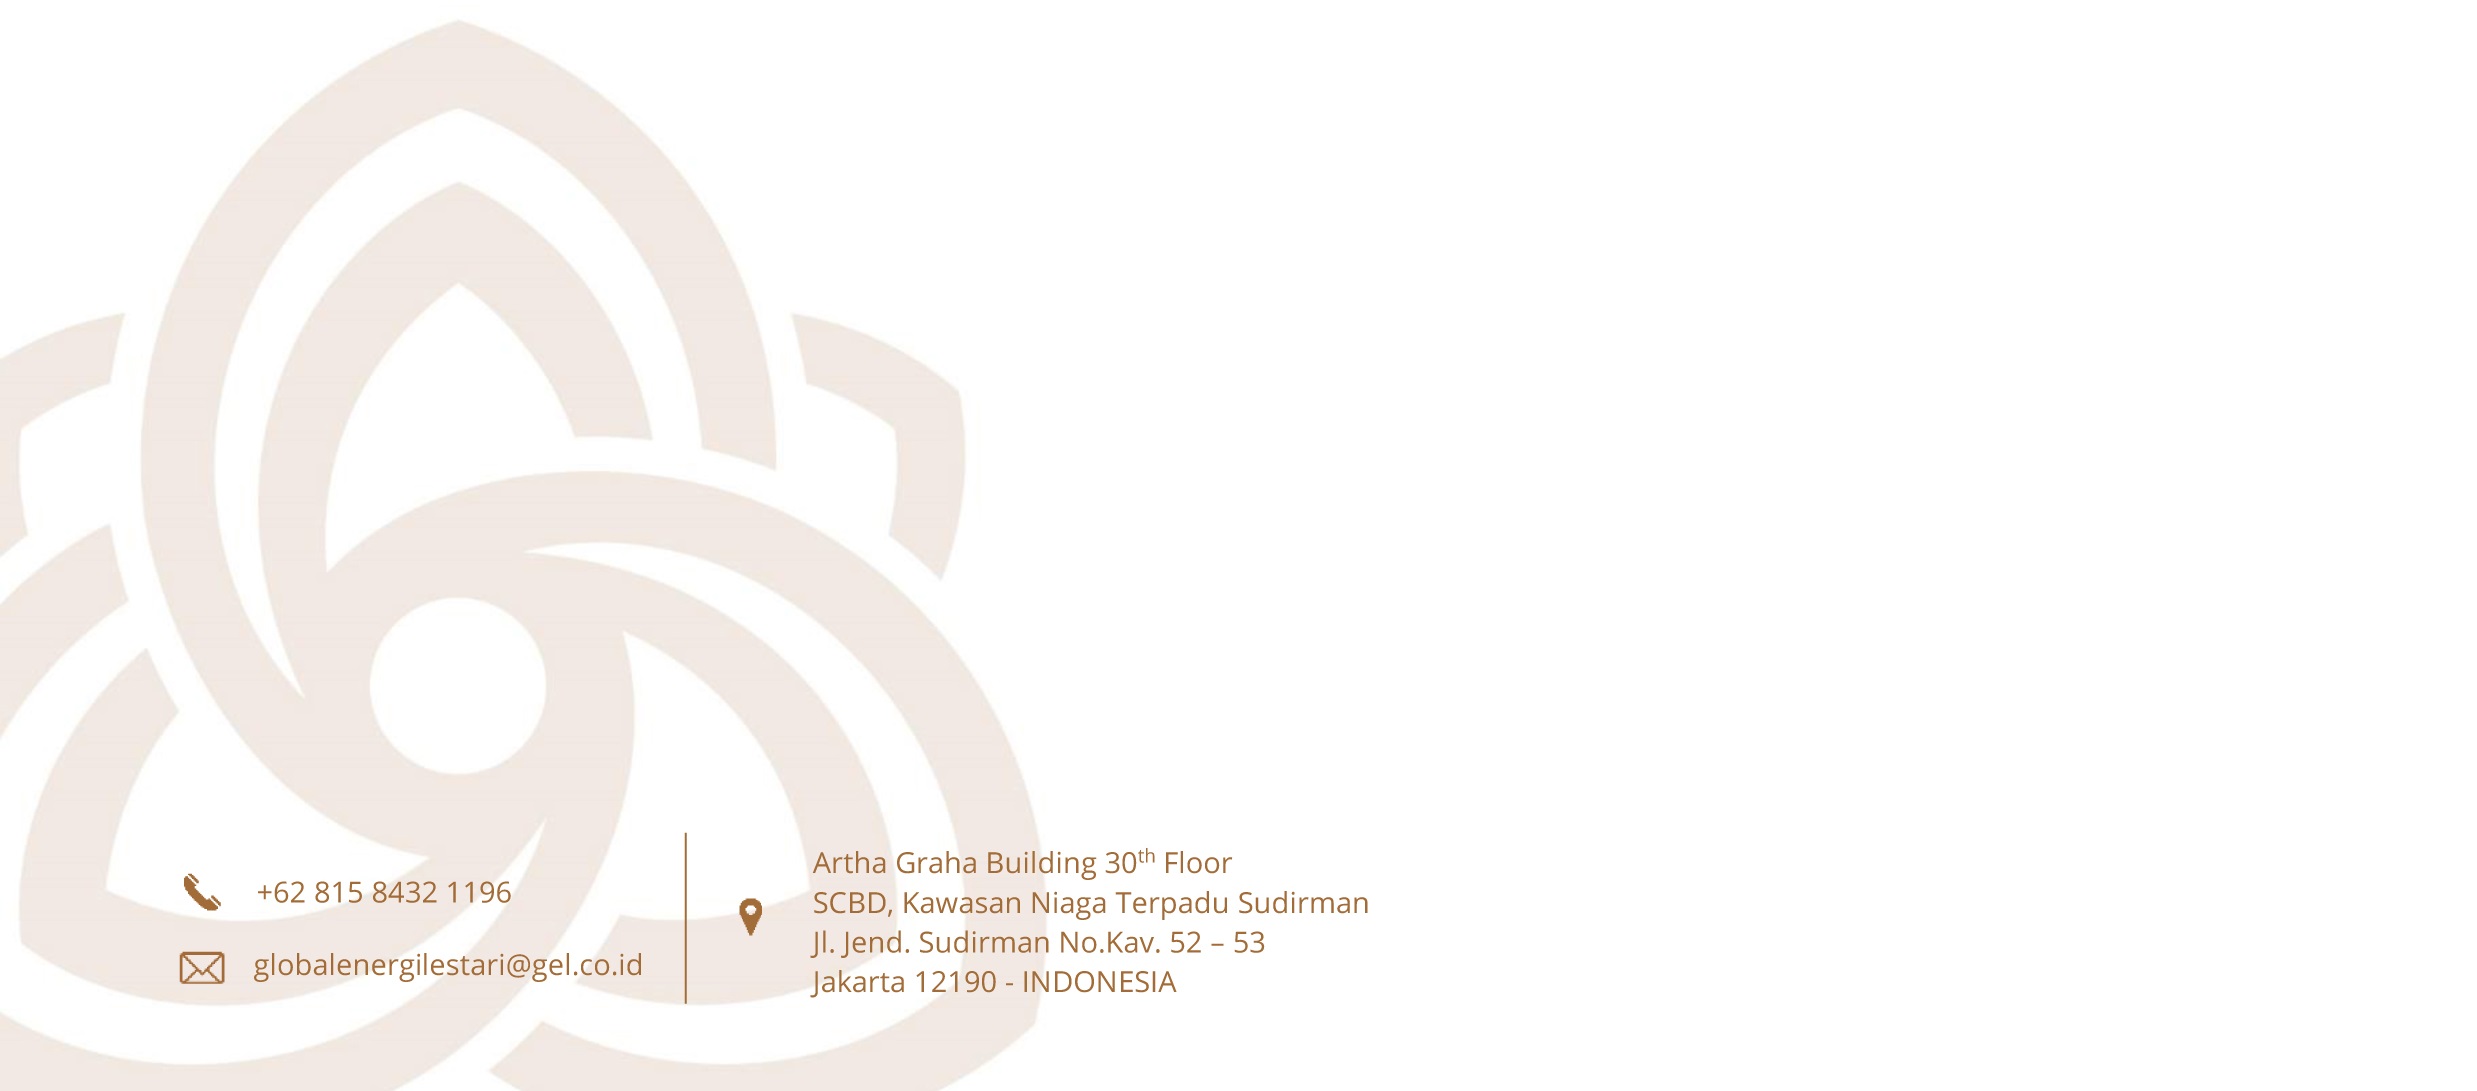 +62 815 8432 1196
globalenergilestari@gel.co.id
Artha Graha Building 30th Floor
SCBD, Kawasan Niaga Terpadu Sudirman
Jl. Jend. Sudirman No.Kav. 52 – 53
Jakarta 12190 - INDONESIA